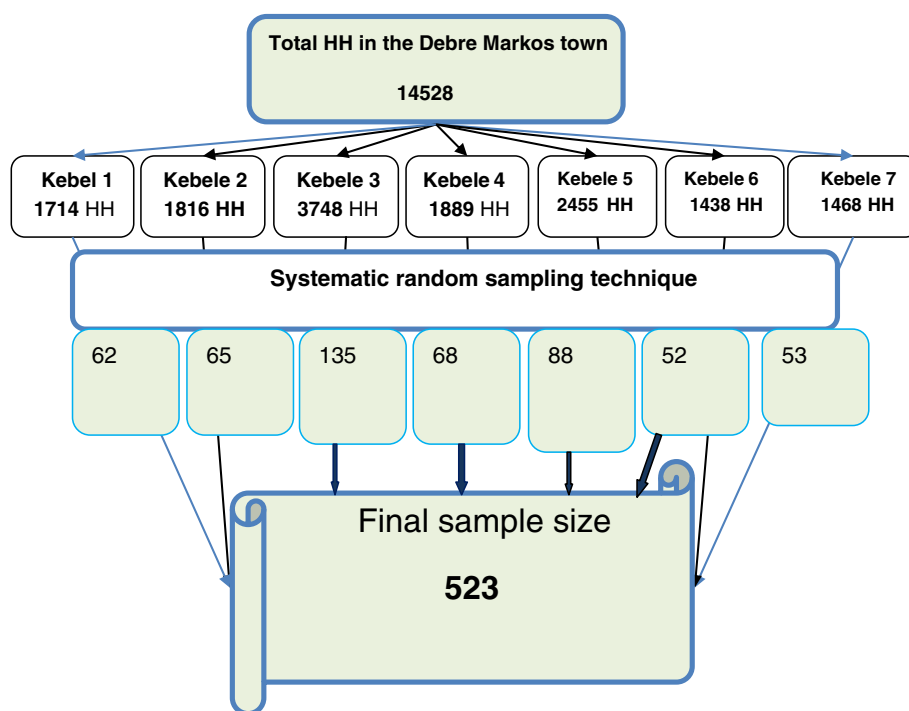 Total HH in the Debre Markos town
14528
Kebel 1
1714 HH
Kebele 2
1816 HH
Kebele 3
3748 HH
Kebele 4
1889 HH
Kebele 5
2455 HH
Kebele 6
1438 HH
Kebele 7
1468 HH
Systematic random sampling technique
62
65
135
68
88
52
53
Final sample size
523